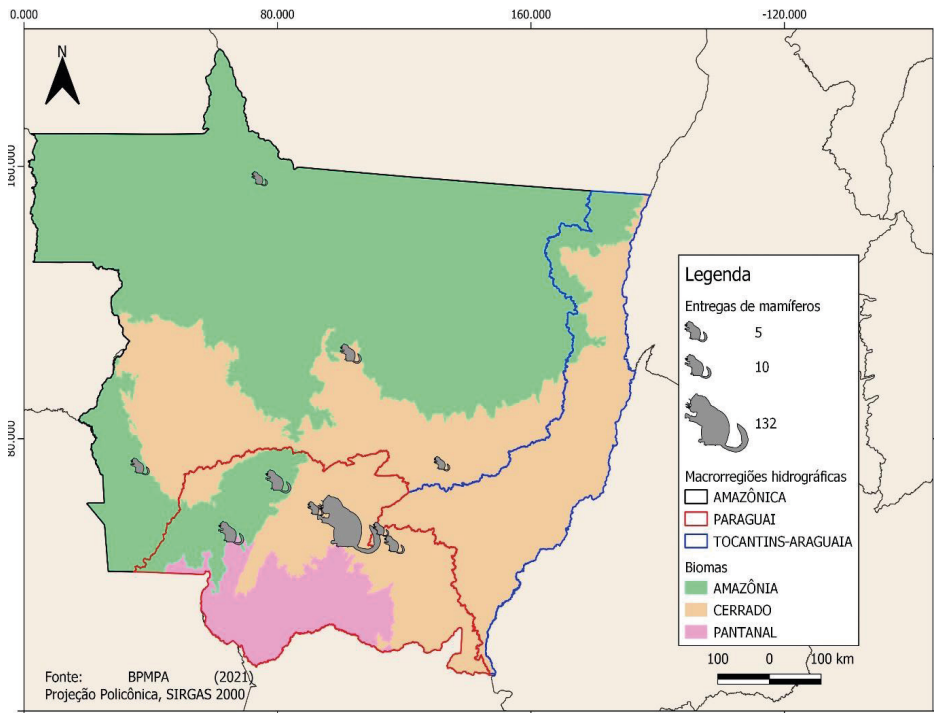 0.000 80.000 160.000 -120.000
N
160.000
80.000
Legenda
Entregas de mamíferos
5
10
132
Macrorregiões hidrográficas
AMAZÔNICA
PARAGUAI
TOCANTINS-ARAGUAIA
Biomas
AMAZÔNIA
CERRADO
PANTANAL
100 0 100 km
Fonte: BPMPA (2021)
Projeção Policônica, SIRGAS 2000